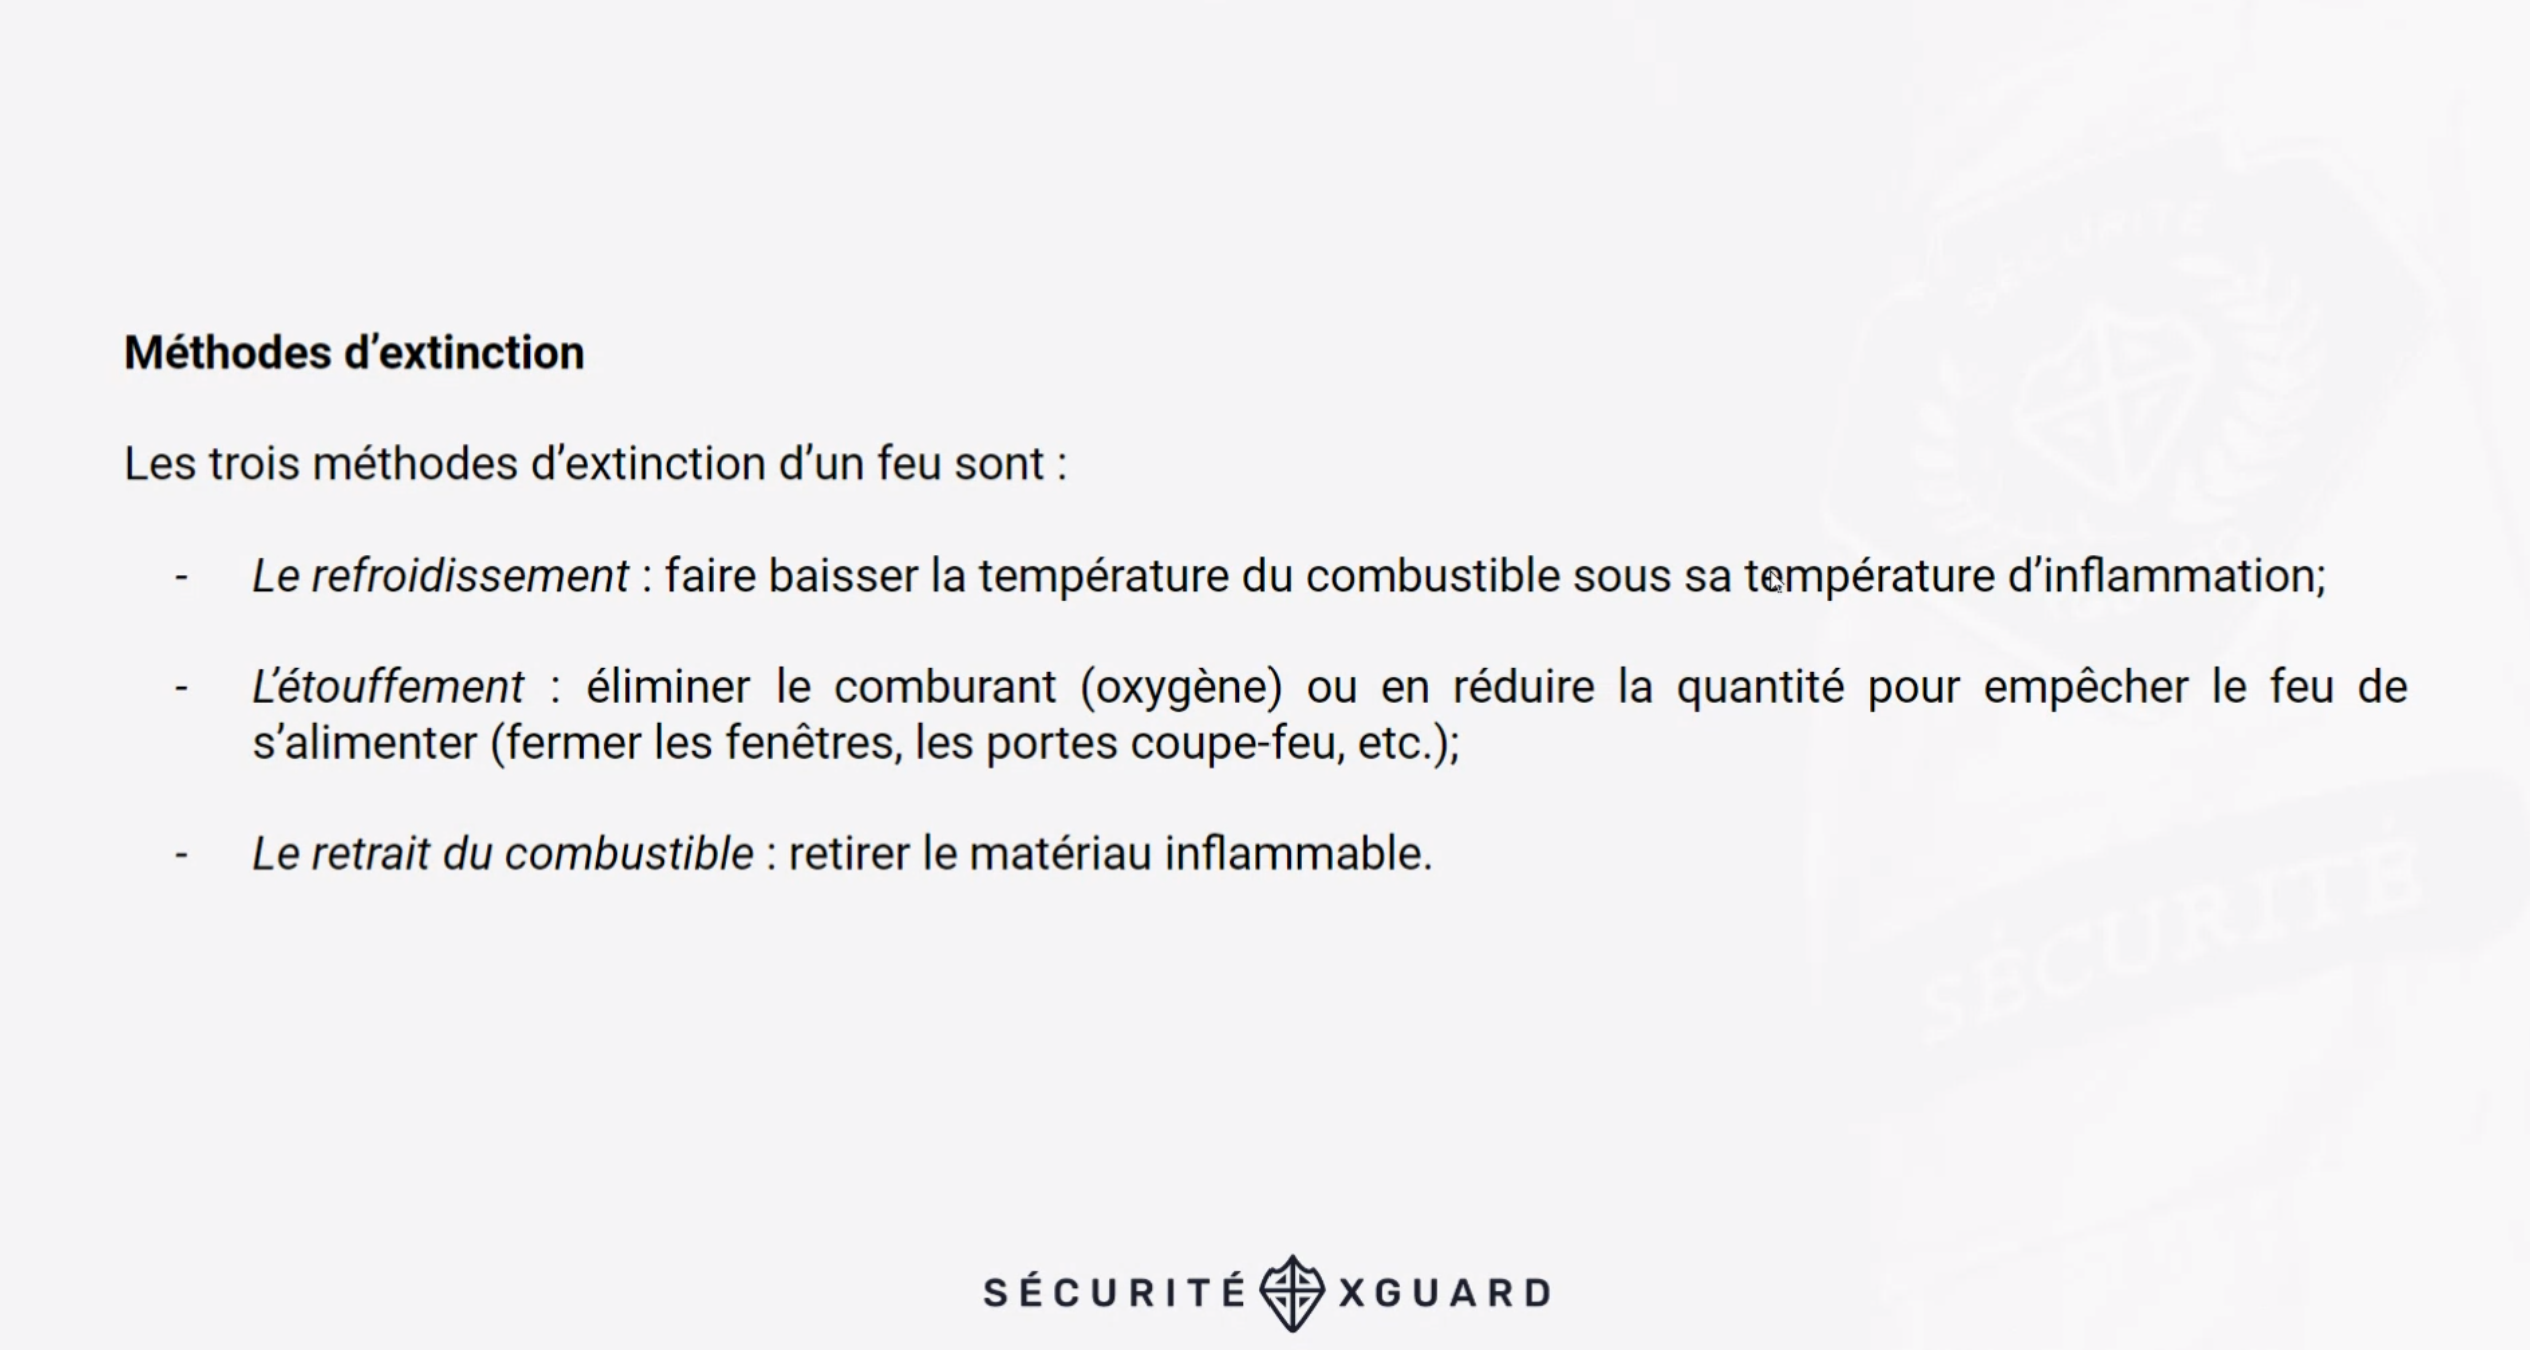 Méthodes d’extinction
Les trois méthodes d’extinction d’un feu sont :
- Le refroidissement : faire baisser la température du combustible sous sa température d’inflammation;
- L’étouffement : éliminer le comburant (oxygène) ou en réduire la quantité pour empêcher le feu de
s’alimenter (fermer les fenêtres, les portes coupe-feu, etc.);
- Le retrait du combustible : retirer le matériau inflammable.
SÉCURITÉ
SÉCURITÉ XGUARD